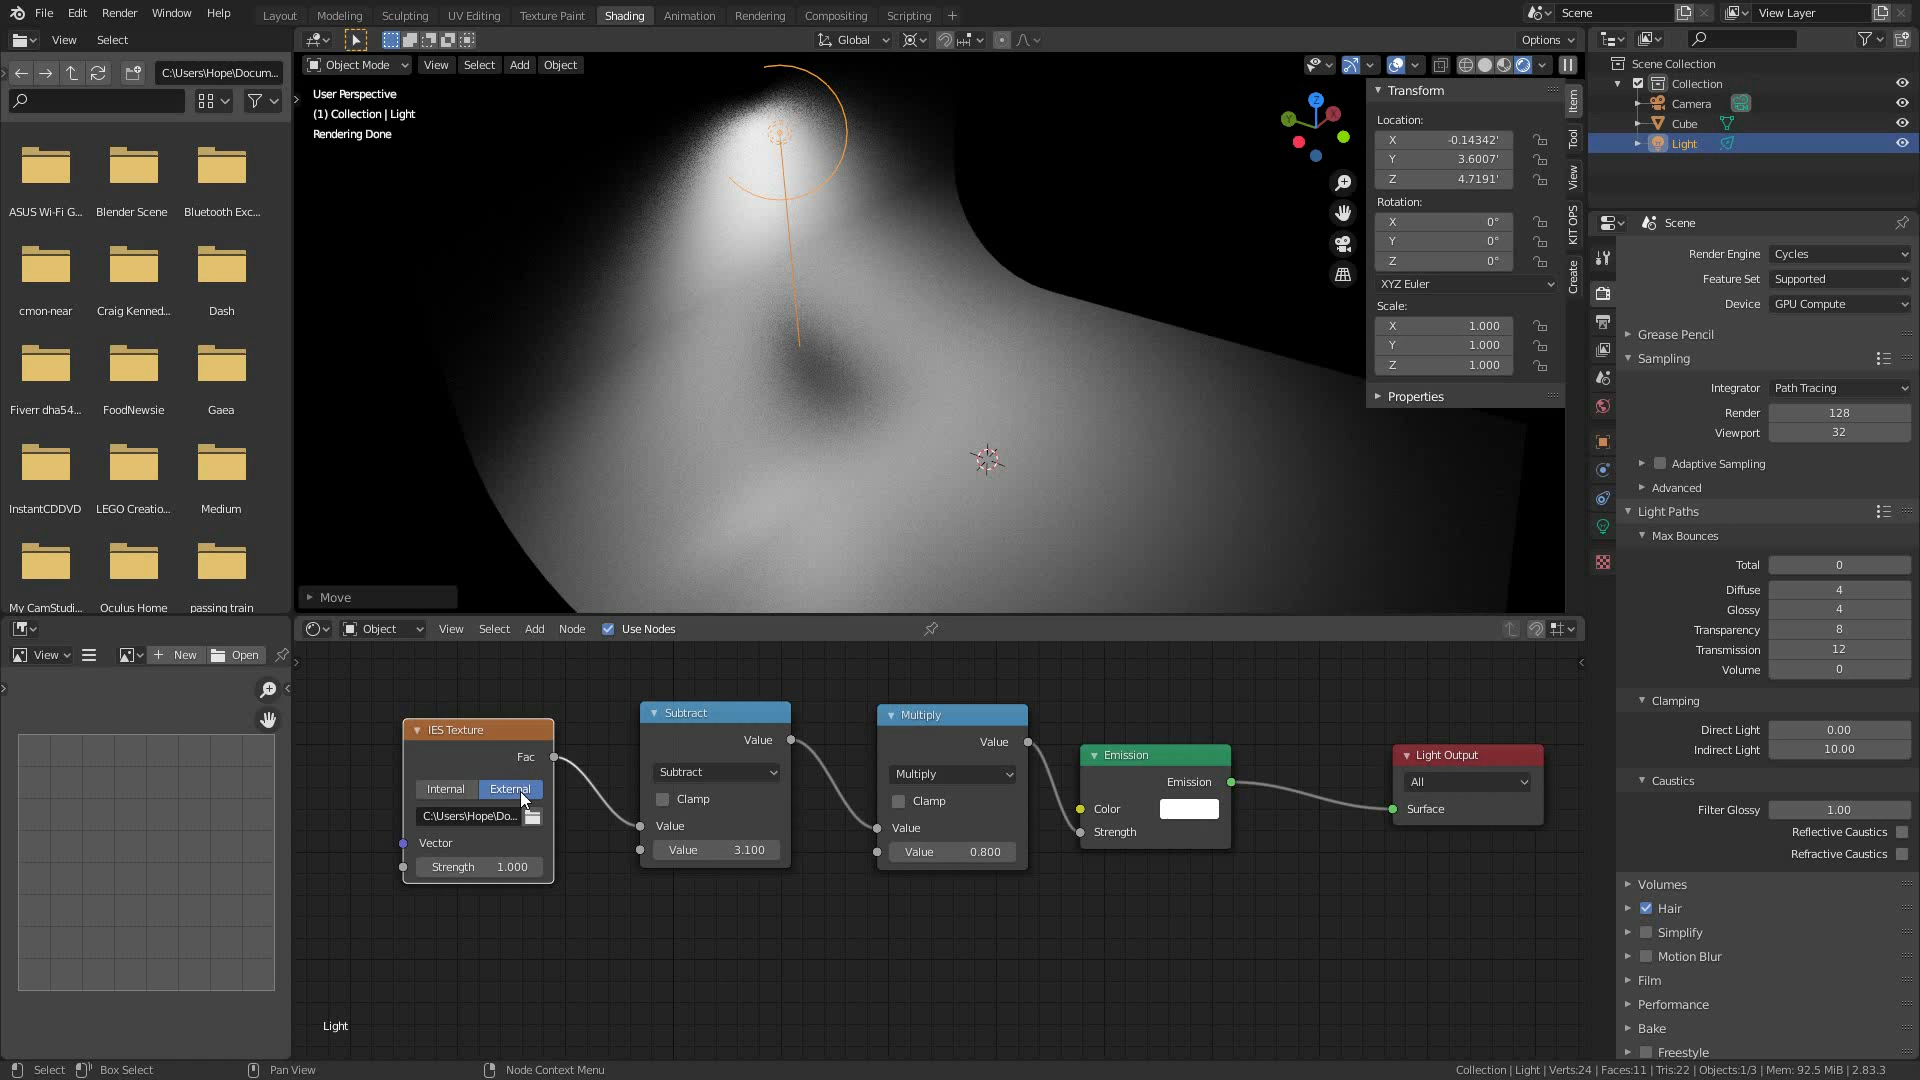 File Edit Render Window Help Layout Modeling Sculpting UV Editing Texture Paint Shading Animation Rendering Compositing Scripting + Scene View Layer
View Select Global Options
C:\Users\Hope\Docum...
ASUS Wi-Fi G... Blender Scene Bluetooth Exc...
cmon-near Craig Kenned... Dash
Fiverr dha54... FoodNewsie Gaea
InstantCDDVD LEGO Creatio... Medium
My CamStudi... Oculus Home passing train
Object Mode View Select Add Object
User Perspective
(1) Collection | Light
Rendering Done
Move
Transform
Location:
X -0.14342'
Y 3.6007'
Z 4.7191'
Rotation:
X 0°
Y 0°
Z 0°
XYZ Euler
Scale:
X 1.000
Y 1.000
Z 1.000
Properties
Item
Tool
View
KIT OPS
Create
Z
Y
X
Scene Collection
Collection
Camera
Cube
Light
Scene
Render Engine Cycles
Feature Set Supported
Device GPU Compute
Grease Pencil
Sampling
Integrator Path Tracing
Render 128
Viewport 32
Adaptive Sampling
Advanced
Light Paths
Max Bounces
Total 0
Diffuse 4
Glossy 4
Transparency 8
Transmission 12
Volume 0
Clamping
Direct Light 0.00
Indirect Light 10.00
Caustics
Filter Glossy 1.00
Reflective Caustics
Refractive Caustics
Volumes
Hair
Simplify
Motion Blur
Film
Performance
Bake
Freestyle
View + New Open
Object View Select Add Node Use Nodes
IES Texture
Fac
Internal External
C:\Users\Hope\Do...
Vector
Strength 1.000
Subtract
Value
Subtract
Clamp
Value
Value 3.100
Multiply
Value
Multiply
Clamp
Value
Value 0.800
Emission
Emission
Color
Strength
Light Output
All
Surface
Light
Select Box Select Pan View Node Context Menu Collection | Light | Verts:24 | Faces:11 | Tris:22 | Objects:1/3 | Mem: 92.5 MiB | 2.83.3